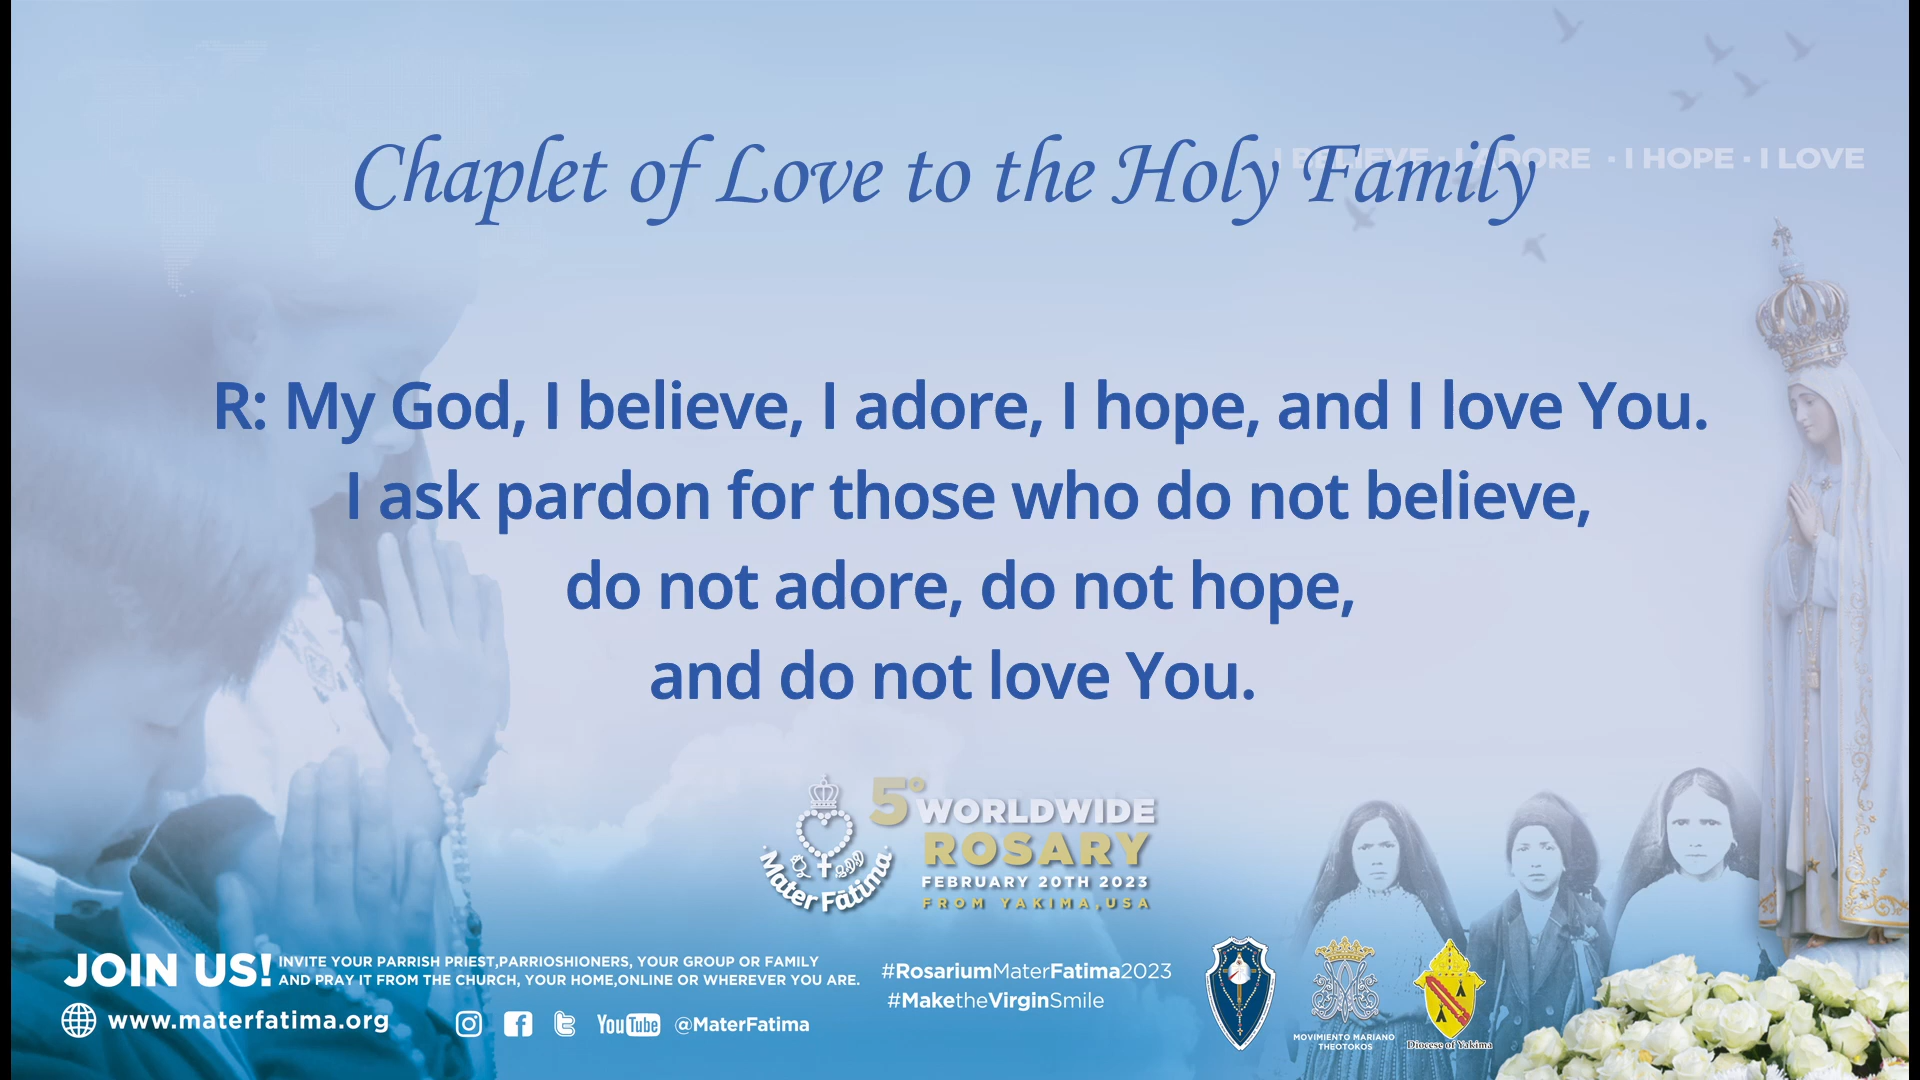 I BELIEVE · I ADORE · I HOPE · I LOVE
Chaplet of Love to the Holy Family
R: My God, I believe, I adore, I hope, and I love You.
I ask pardon for those who do not believe,
do not adore, do not hope,
and do not love You.
Mater Fátima
5° WORLDWIDE
ROSARY
FEBRUARY 20TH 2023
FROM YAKIMA,USA
JOIN US!
INVITE YOUR PARRISH PRIEST,PARRIOSHIONERS, YOUR GROUP OR FAMILY
AND PRAY IT FROM THE CHURCH, YOUR HOME,ONLINE OR WHEREVER YOU ARE.
www.materfatima.org
YouTube @MaterFatima
#RosariumMaterFatima2023
#MaketheVirginSmile
MOVIMIENTO MARIANO
THEOTOKOS
Diocese of Yakima